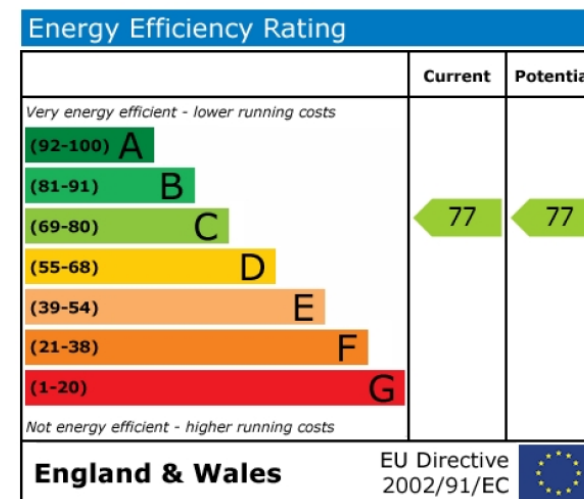 Energy Efficiency Rating
Current Potentia
Very energy efficient - lower running costs
(92-100) A
(81-91) B
(69-80) C 77 77
(55-68) D
(39-54) E
(21-38) F
(1-20) G
Not energy efficient - higher running costs
England & Wales EU Directive
2002/91/EC